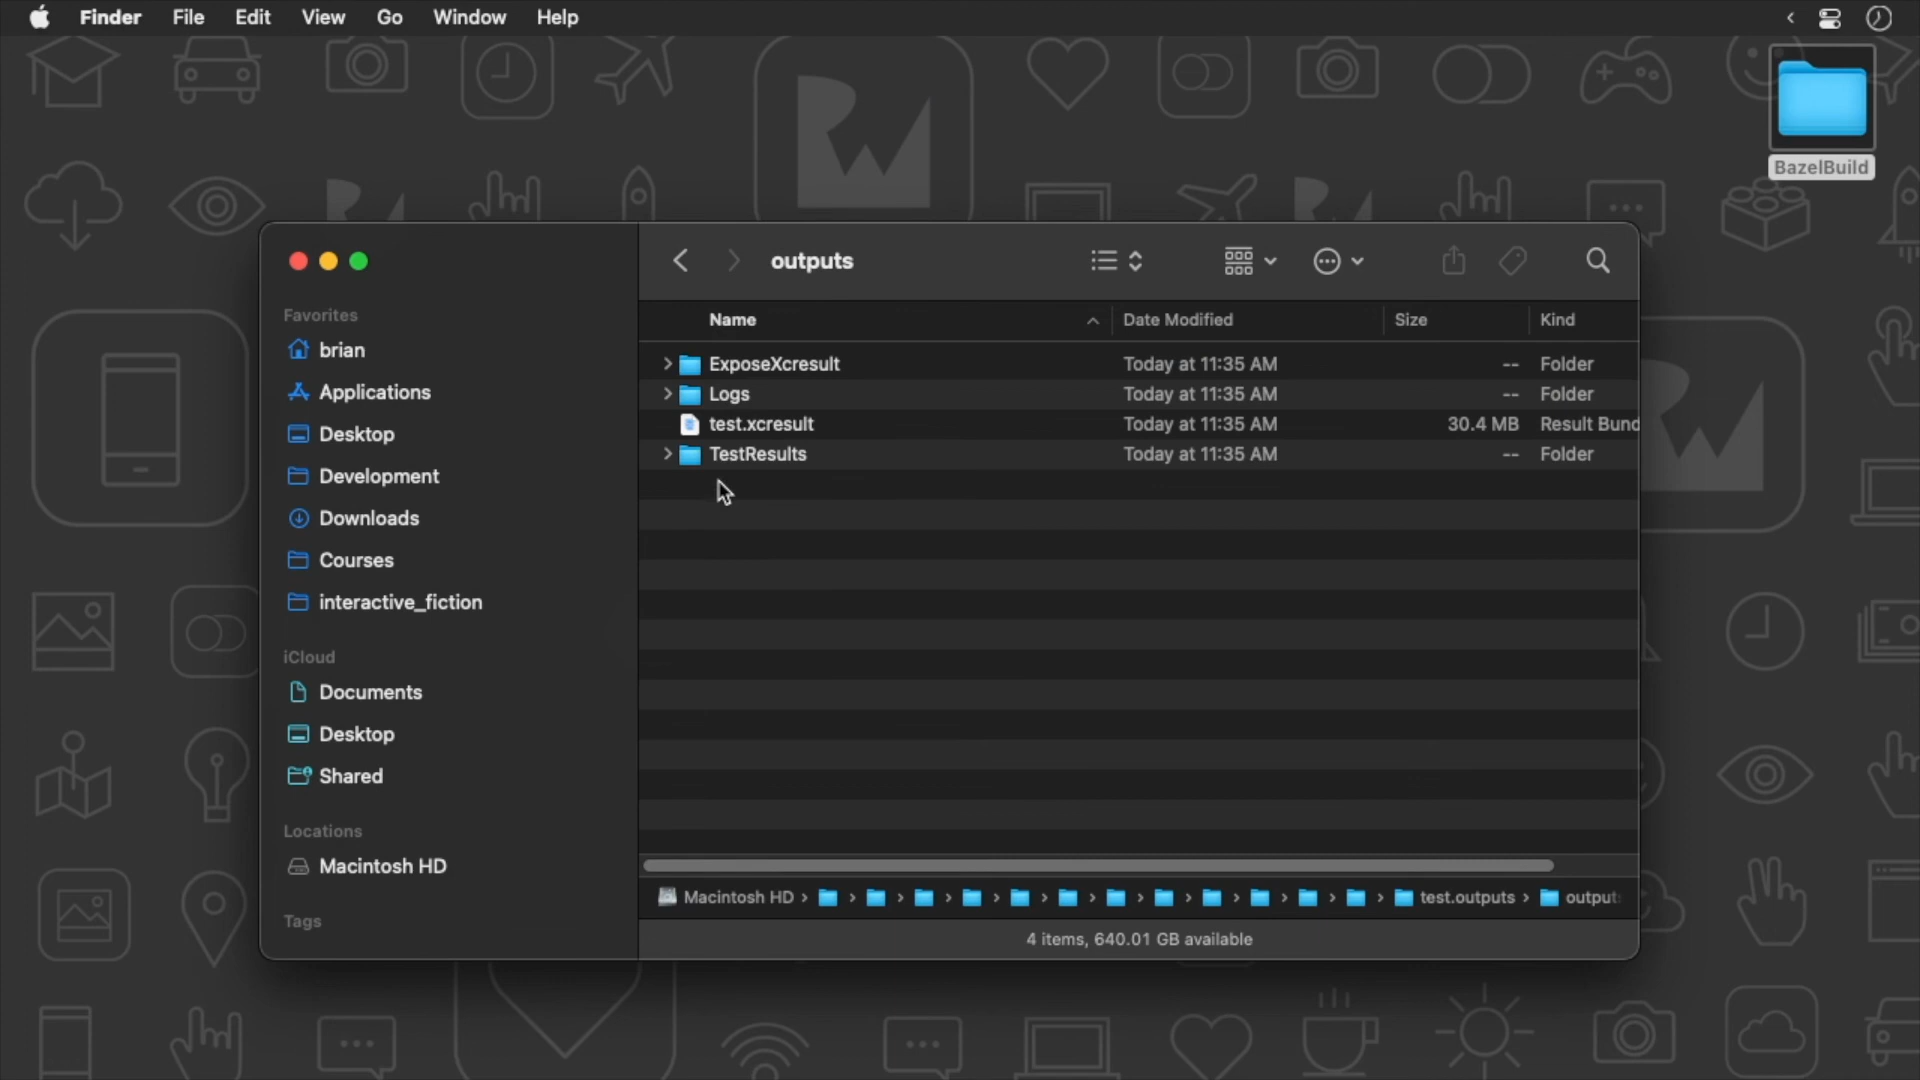 Finder File Edit View Go Window Help
BazelBuild
outputs
Favorites
brian
Applications
Desktop
Development
Downloads
Courses
interactive_fiction
iCloud
Documents
Desktop
Shared
Locations
Macintosh HD
Tags
Name Date Modified Size Kind
ExposeXcresult Today at 11:35 AM -- Folder
Logs Today at 11:35 AM -- Folder
test.xcresult Today at 11:35 AM 30.4 MB Result Bund
TestResults Today at 11:35 AM -- Folder
Macintosh HD test.outputs output
4 items, 640.01 GB available